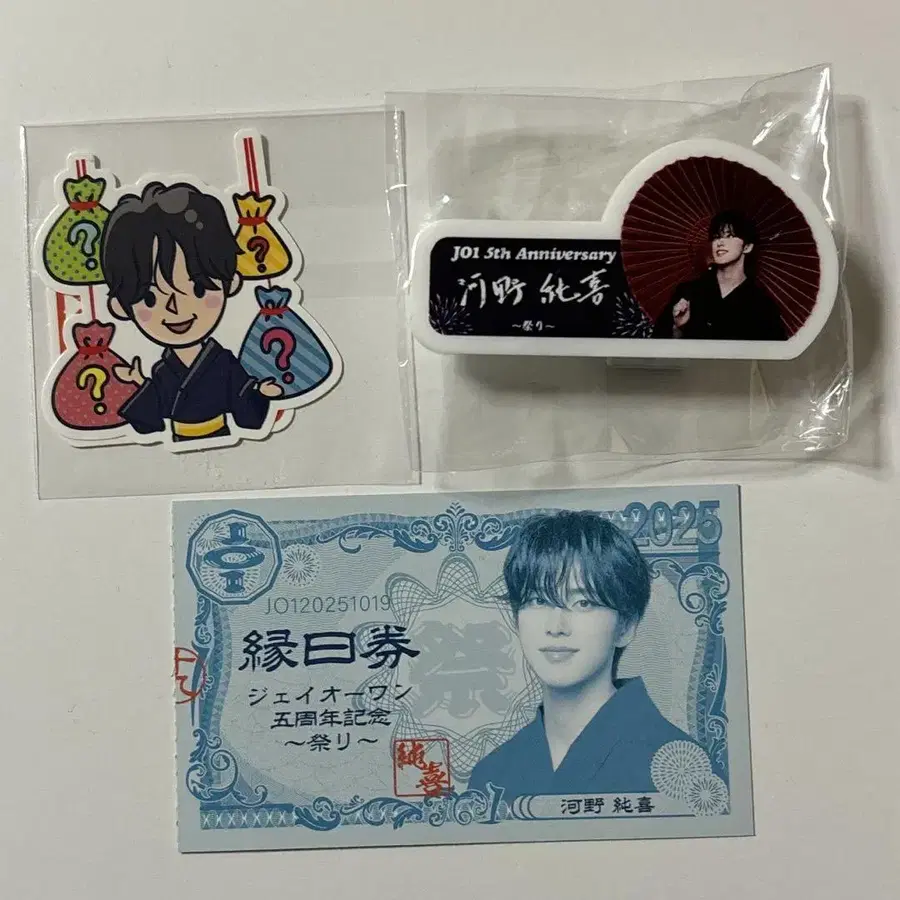 ?
?
?
?
JO1 5th Anniversary
河野 純喜
〜祭り〜
2025
JO120251019
縁日券
祭
ジェイオーワン
五周年記念
〜祭り〜
純喜
河野 純喜